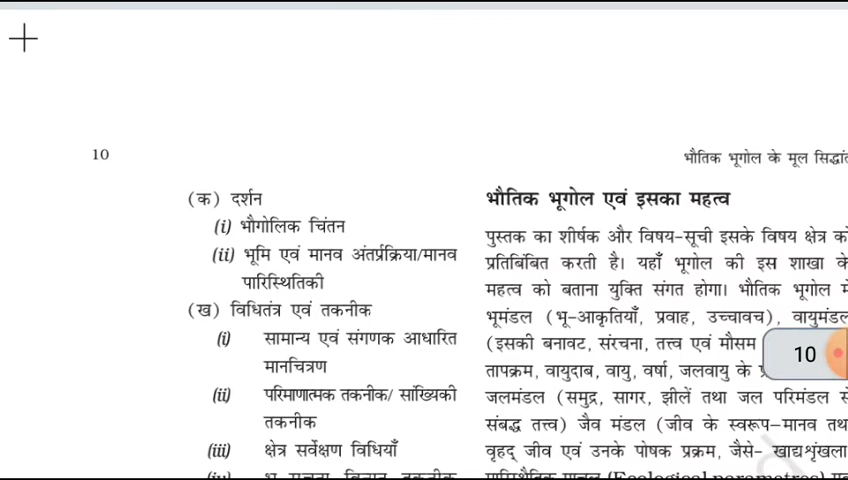 10
भौतिक भूगोल के मूल सिद्धांत
(क) दर्शन
(i) भौगोलिक चिंतन
(ii) भूमि एवं मानव अंतर्प्रक्रिया/मानव
पारिस्थितिकी
(ख) विधितंत्र एवं तकनीक
(i) सामान्य एवं संगणक आधारित
मानचित्रण
(ii) परिमाणात्मक तकनीक/ सांख्यिकी
तकनीक
(iii) क्षेत्र सर्वेक्षण विधियाँ
भौतिक भूगोल एवं इसका महत्व
पुस्तक का शीर्षक और विषय-सूची इसके विषय क्षेत्र को
प्रतिबिंबित करती है। यहाँ भूगोल की इस शाखा के
महत्व को बताना युक्ति संगत होगा। भौतिक भूगोल में
भूमंडल (भू-आकृतियाँ, प्रवाह, उच्चावच), वायुमंडल
(इसकी बनावट, संरचना, तत्त्व एवं मौसम
तापक्रम, वायुदाब, वायु, वर्षा, जलवायु के
जलमंडल (समुद्र, सागर, झीलें तथा जल परिमंडल से
संबद्ध तत्त्व) जैव मंडल (जीव के स्वरूप-मानव तथा
वृहद् जीव एवं उनके पोषक प्रक्रम, जैसे- खाद्य शृंखला
(Ecological parametres)
10